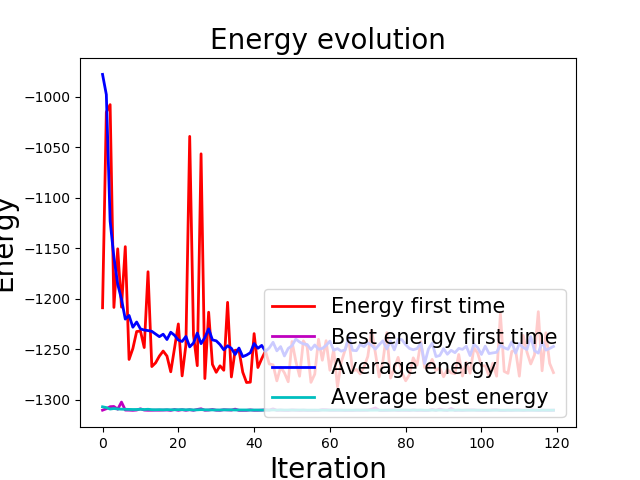 Energy evolution
Energy
−1000
−1050
−1100
−1150
−1200
−1250
−1300
Energy first time
Best energy first time
Average energy
Average best energy
0 20 40 60 80 100 120
Iteration